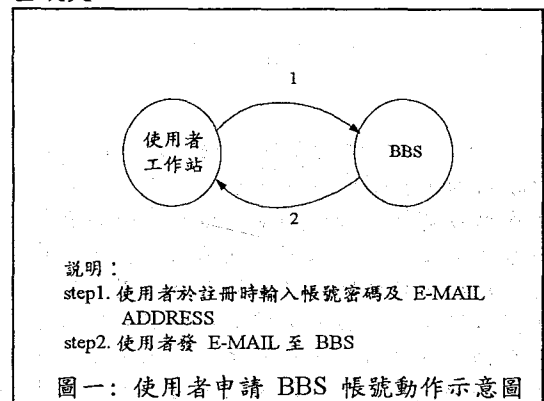 1
使用者
工作站
BBS
2
說明：
step1. 使用者於註冊時輸入帳號密碼及 E-MAIL
ADDRESS
step2. 使用者發 E-MAIL 至 BBS
圖一: 使用者申請 BBS 帳號動作示意圖